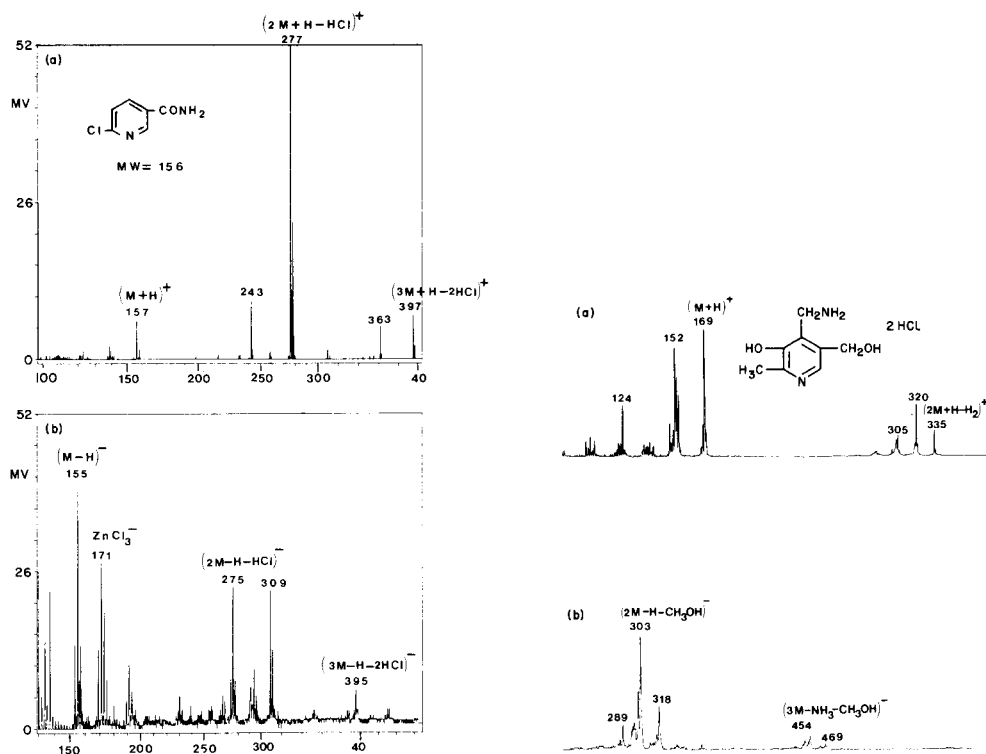 (2M+H-HCl)+
277
52
(a)
MV
CONH2
Cl
N
MW= 156
26
(M+H)+
157
243
(3M+H-2HCl)+
397
363
0
100 150 200 250 300 40
52
(b)
MV
(M-H)-
155
ZnCl3-
171
26
(2M-H-HCl)-
275
309
(3M-H-2HCl)-
395
0
150 200 250 300 40
(a)
(M+H)+
169
152
124
CH2NH2
2 HCL
HO
CH2OH
H3C
N
320
(2M+H-H2)+
305
335
(b)
(2M-H-CH3OH)-
303
318
289
(3M-NH3-CH3OH)-
454
469